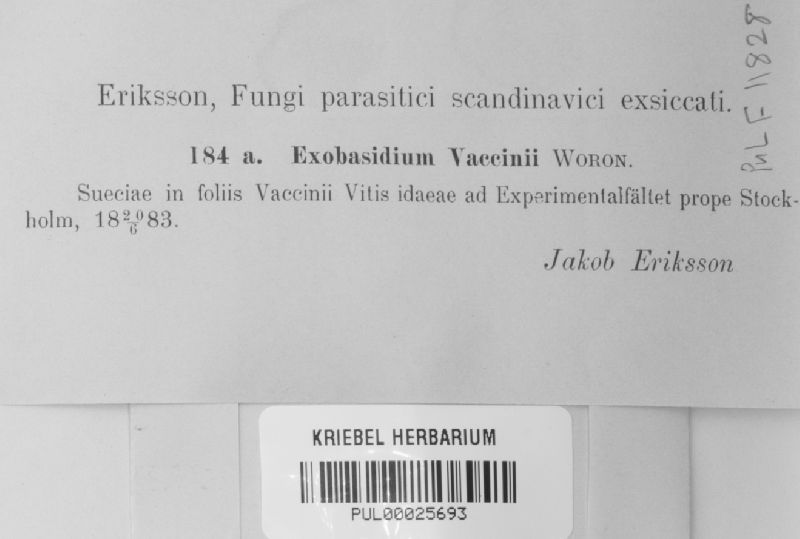 Eriksson, Fungi parasitici scandinavici exsiccati.
184 a. Exobasidium Vaccinii WORON.
Sueciae in foliis Vaccinii Vitis idaeae ad Experimentalfältet prope Stock-
holm, 18 20/6 83.
Jakob Eriksson
PUL F 11828
KRIEBEL HERBARIUM
PUL00025693